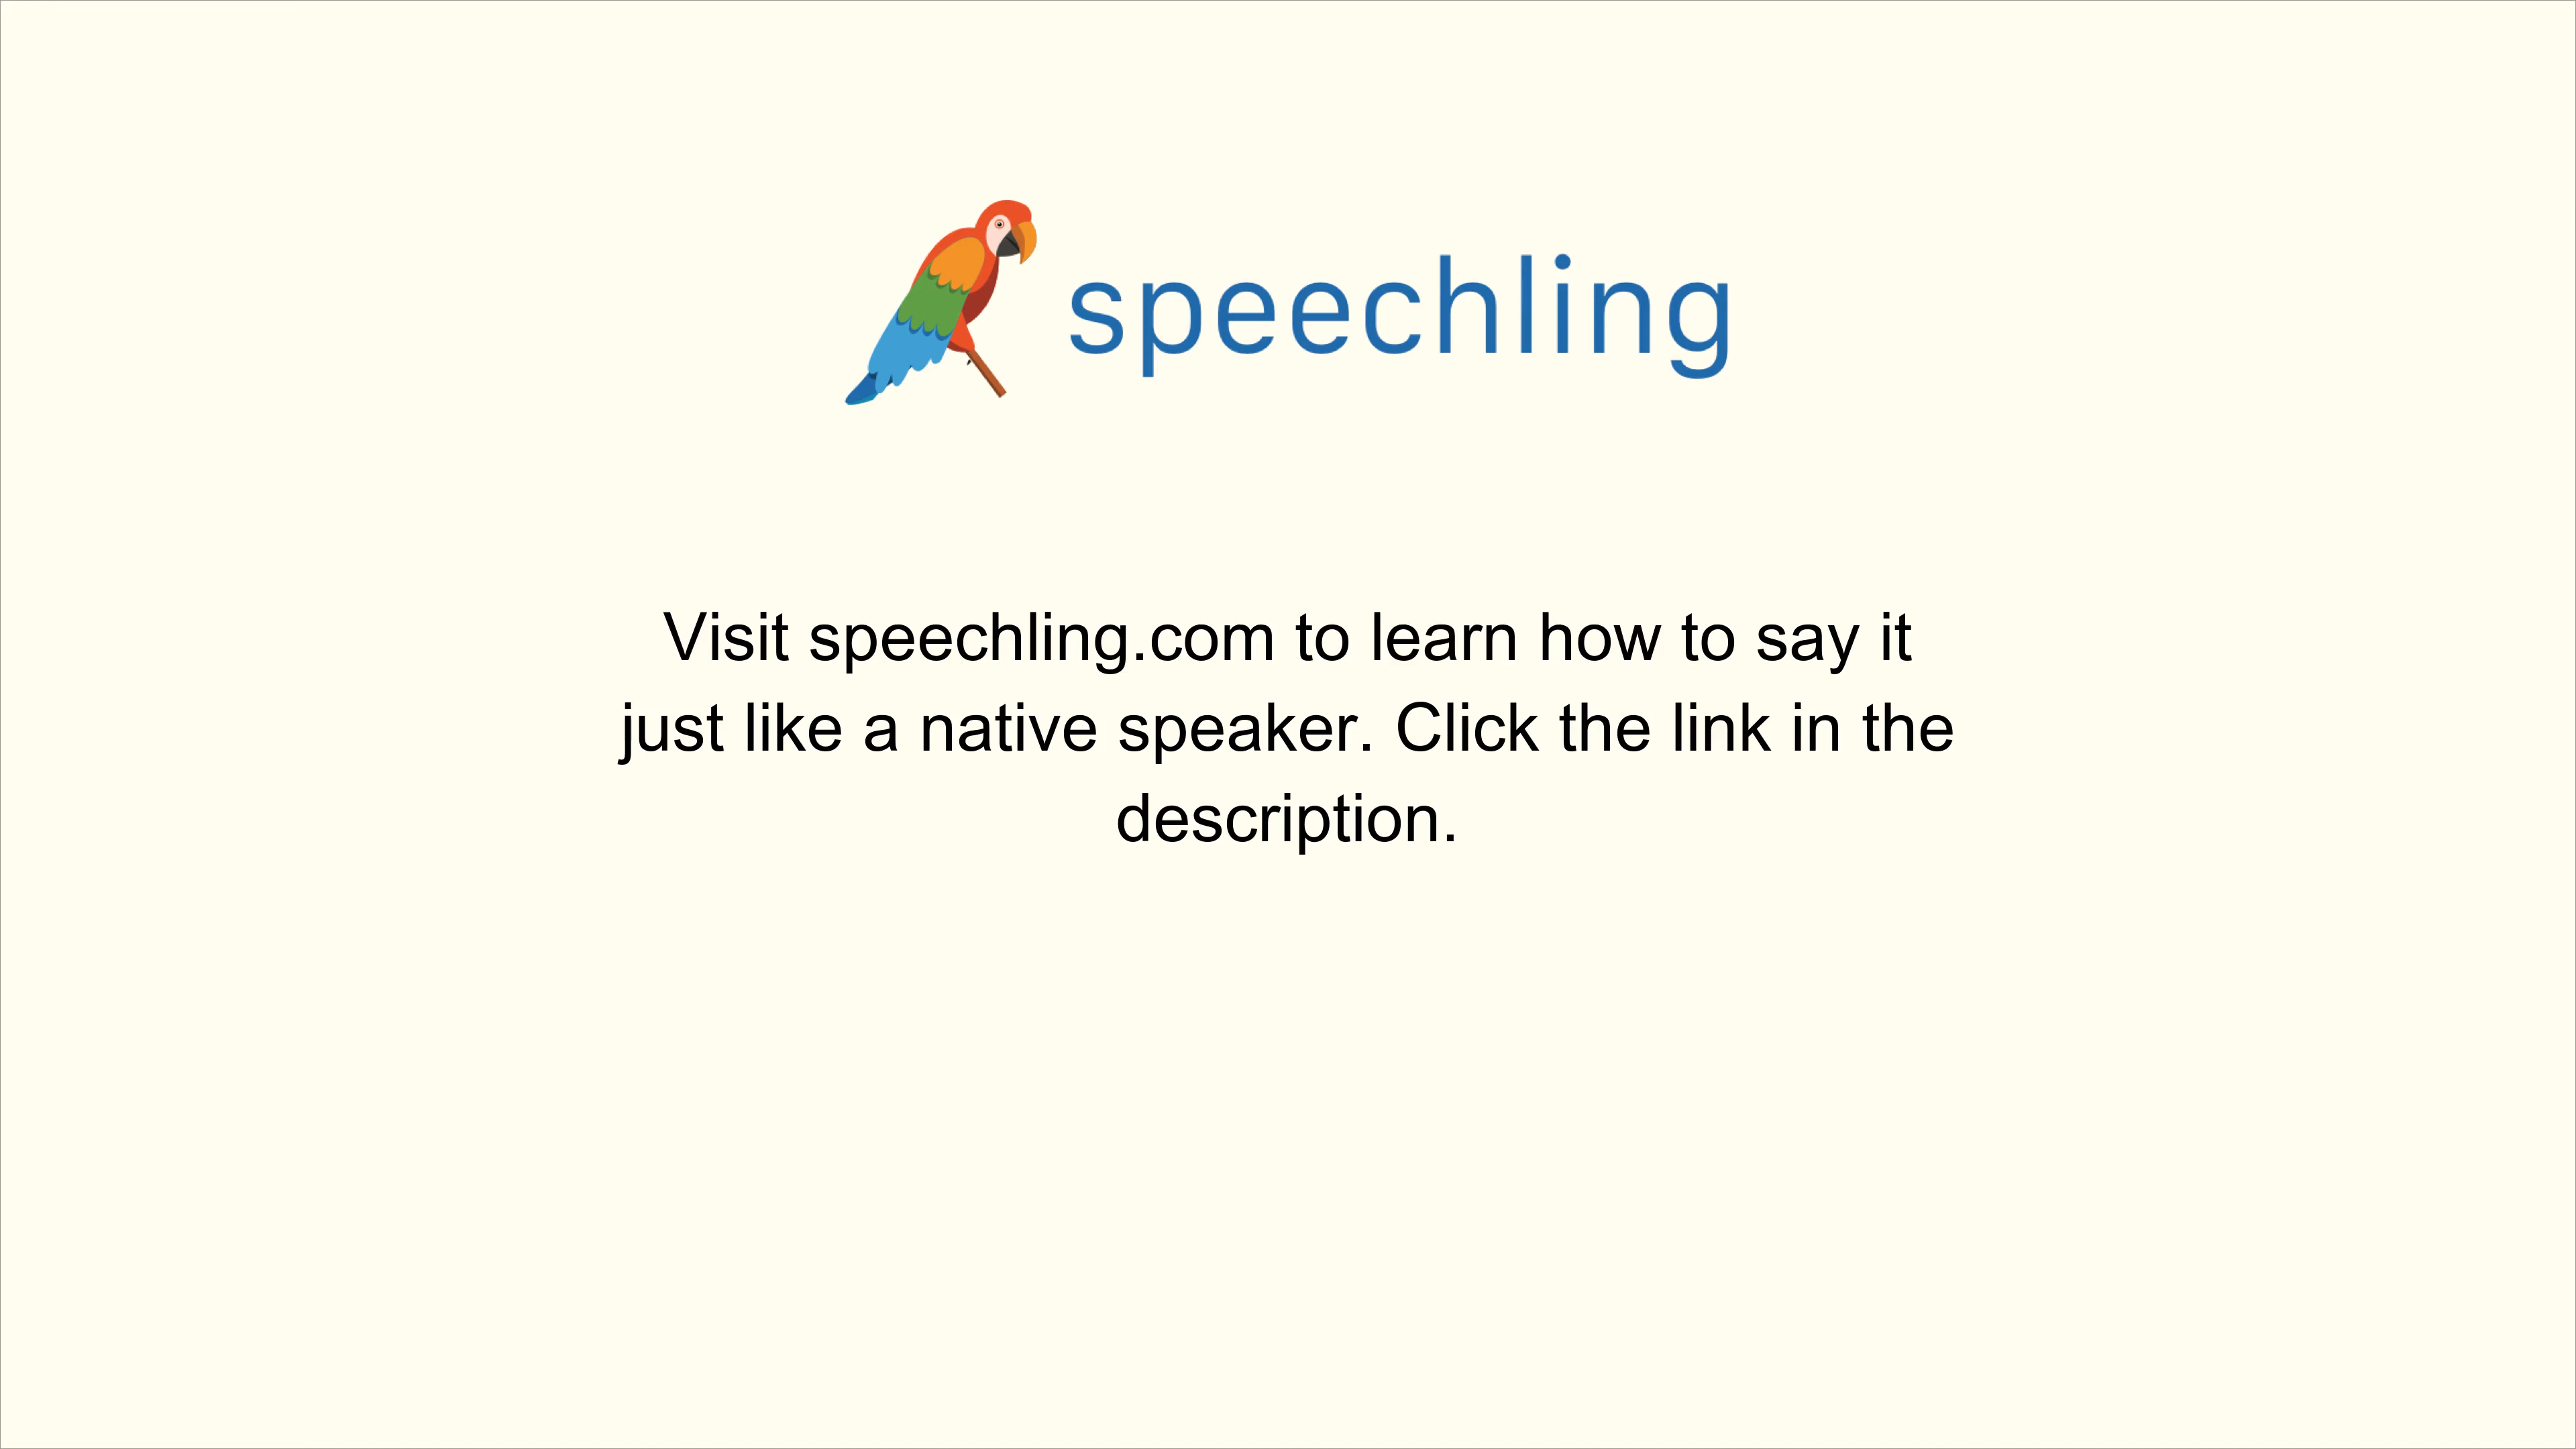 speechling
Visit speechling.com to learn how to say it
just like a native speaker. Click the link in the
description.